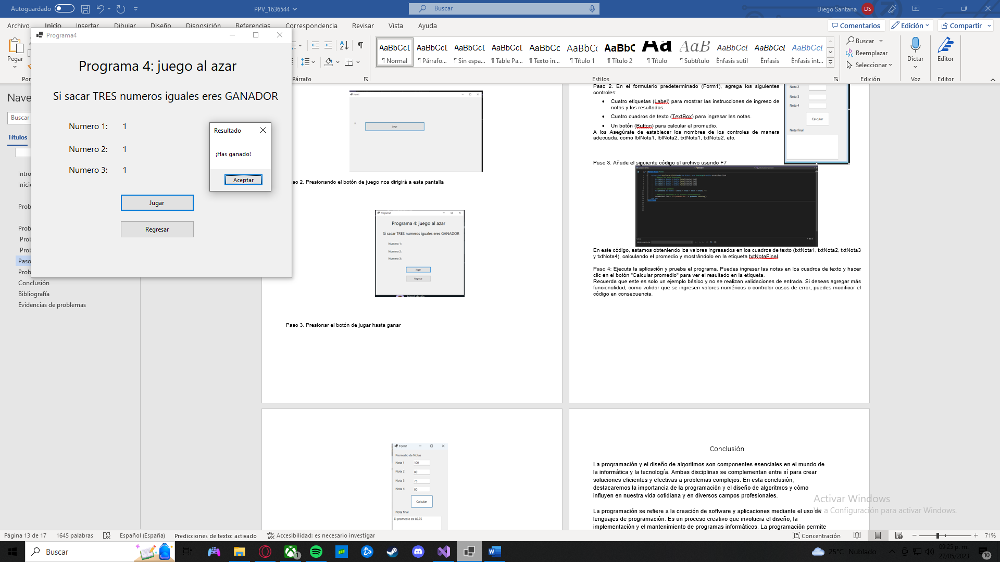 Autoguardado
PPV_1636544
Buscar
Diego Santana
DS
Archivo
Inicio
Insertar
Dibujar
Diseño
Disposición
Referencias
Correspondencia
Revisar
Vista
Ayuda
Comentarios
Edición
Compartir
Pegar
Párrafo
AaBbCcD
AaBbCcD
AaBbCcD
AaBbCcD
AaBbCc
AaBbC
AaBbC
AaBbCcD
AaBbCcD
AaBbCcD
¶ Normal
¶ Párrafo...
¶ Sin espa...
¶ Table Pa...
¶ Texto in...
¶ Título 1
¶ Título 2
¶ Título
¶ Subtítulo
Énfasis sutil
Énfasis
Énfasis int...
Estilos
Buscar
Reemplazar
Seleccionar
Edición
Dictar
Voz
Editor
Editor
Programa4
Programa 4: juego al azar
Si sacar TRES numeros iguales eres GANADOR
Numero 1: 1
Numero 2: 1
Numero 3: 1
Jugar
Regresar
Resultado
¡Has ganado!
Aceptar
Nave
Buscar
Títulos
Intro
Inicio
Prob
Prob
Prob
Prob
Paso
Prob
Conclusión
Bibliografía
Evidencias de problemas
Form1
juego
so 2. Presionando el botón de juego nos dirigirá a esta pantalla
Programa4
Programa 4: juego al azar
Si sacar TRES numeros iguales eres GANADOR
Numero 1:
Numero 2:
Numero 3:
Jugar
Regresar
Paso 3. Presionar el botón de jugar hasta ganar
Paso 2. En el formulario predeterminado (Form1), agrega los siguientes
controles:
• Cuatro etiquetas (Label) para mostrar las instrucciones de ingreso de
notas y los resultados.
• Cuatro cuadros de texto (TextBox) para ingresar las notas.
• Un botón (Button) para calcular el promedio.
A los Asegúrate de establecer los nombres de los controles de manera
adecuada, como lblNota1, lblNota2, txtNota1, txtNota2, etc.
Nota 2
Nota 3
Nota 4
Calcular
Nota final
Paso 3. Añade el siguiente código al archivo usando F7
En este código, estamos obteniendo los valores ingresados en los cuadros de texto (txtNota1, txtNota2, txtNota3
y txtNota4), calculando el promedio y mostrándolo en la etiqueta txtNotaFinal.
Paso 4: Ejecuta la aplicación y prueba el programa. Puedes ingresar las notas en los cuadros de texto y hacer
clic en el botón "Calcular promedio" para ver el resultado en la etiqueta.
Recuerda que este es solo un ejemplo básico y no se realizan validaciones de entrada. Si deseas agregar más
funcionalidad, como validar que se ingresen valores numéricos o controlar casos de error, puedes modificar el
código en consecuencia.
Form1
Promedio de Notas
Nota 1 100
Nota 2 80
Nota 3 75
Nota 4 80
Calcular
Nota final
El promedio es: 83.75
Conclusión
La programación y el diseño de algoritmos son componentes esenciales en el mundo de
la informática y la tecnología. Ambas disciplinas se complementan entre sí para crear
soluciones eficientes y efectivas a problemas complejos. En esta conclusión,
destacaremos la importancia de la programación y el diseño de algoritmos y cómo
influyen en nuestra vida cotidiana y en diversos campos profesionales.
La programación se refiere a la creación de software y aplicaciones mediante el uso de
lenguajes de programación. Es un proceso creativo que involucra el diseño, la
implementación y el mantenimiento de programas informáticos. La programación permite
Activar Windows
Ve a Configuración para activar Windows.
Página 13 de 17
1645 palabras
Español (España)
Predicciones de texto: activado
Accesibilidad: es necesario investigar
Concentración
71%
Buscar
25°C Nublado
09:25 p. m.
27/05/2023
10